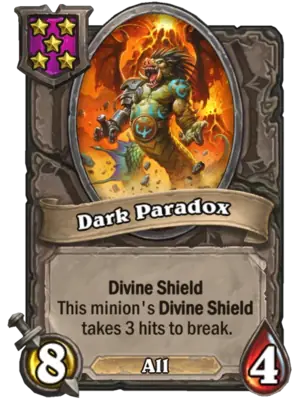 Dark Paradox
Divine Shield
This minion's Divine Shield
takes 3 hits to break.
8
All
4